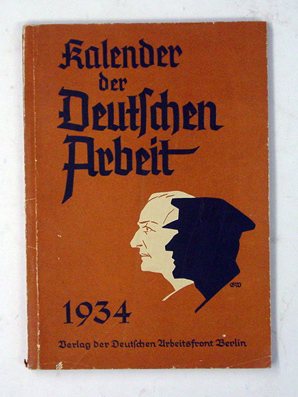 Kalender
der
Deutschen
Arbeit
1934
Verlag der Deutschen Arbeitsfront Berlin